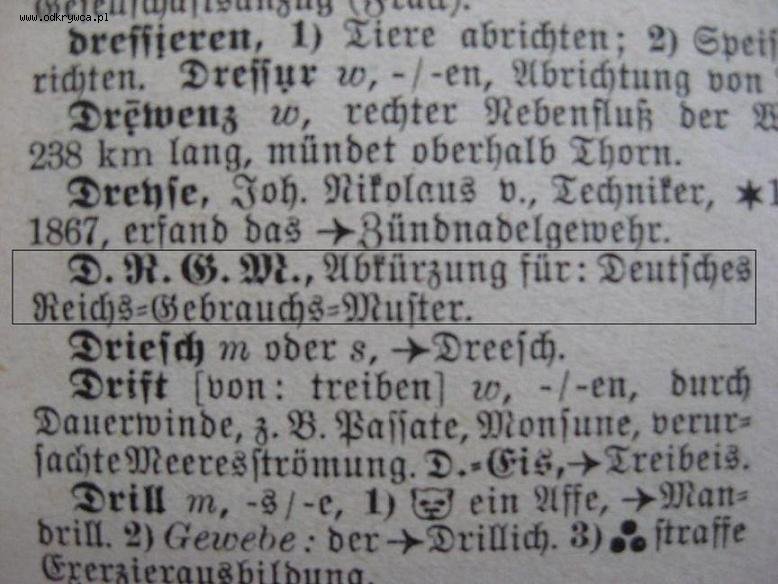 Gesellschaftsanzug (Frau).
www.odkrywca.pl
dressieren, 1) Tiere abrichten; 2) Speis
richten. Dressur w, -/-en, Abrichtung von
Drewenz w, rechter Nebenfluß der W
238 km lang, mündet oberhalb Thorn.
Dreyse, Joh. Nikolaus v., Techniker, ✶1
1867, erfand das →Zündnadelgewehr.
D. R. G. M., Abkürzung für: Deutsches
Reichs=Gebrauchs=Muster.
Driesch m oder s, →Dreesch.
Drift [von: treiben] w, -/-en, durch
Dauerwinde, z. B. Passate, Monsune, verur=
sachte Meeresströmung. D.=Eis, →Treibeis.
Drill m, -s/-e, 1) ein Affe, →Man=
drill. 2) Gewebe: der →Drillich. 3) straffe
Exerzierausbildung.